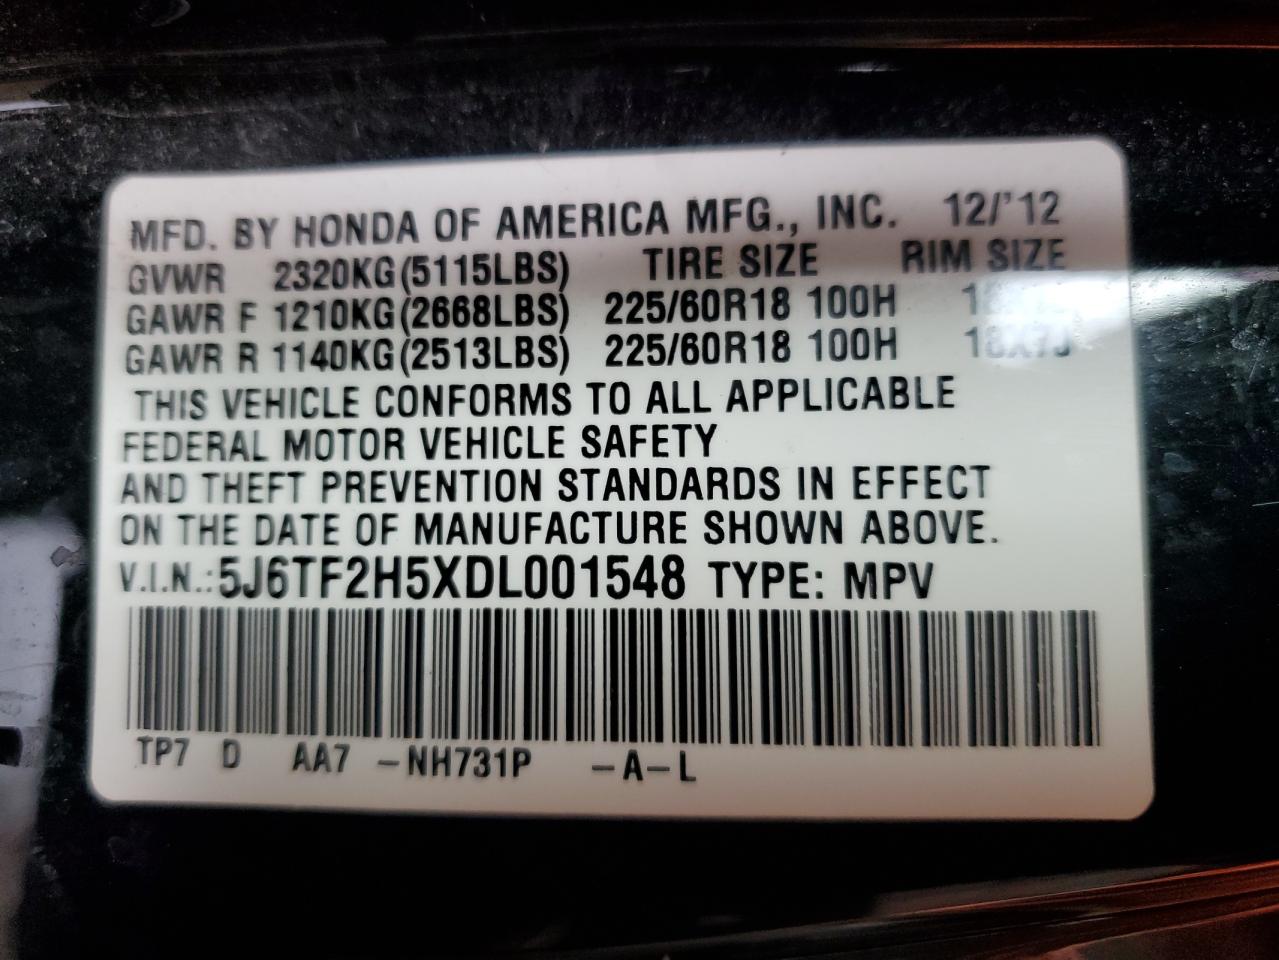 MFD. BY HONDA OF AMERICA MFG., INC. 12/'12
GVWR 2320KG(5115LBS) TIRE SIZE RIM SIZE
GAWR F 1210KG(2668LBS) 225/60R18 100H
GAWR R 1140KG(2513LBS) 225/60R18 100H 18X7J
THIS VEHICLE CONFORMS TO ALL APPLICABLE
FEDERAL MOTOR VEHICLE SAFETY
AND THEFT PREVENTION STANDARDS IN EFFECT
ON THE DATE OF MANUFACTURE SHOWN ABOVE.
V.I.N.:5J6TF2H5XDL001548 TYPE: MPV
TP7 D AA7 -NH731P -A-L